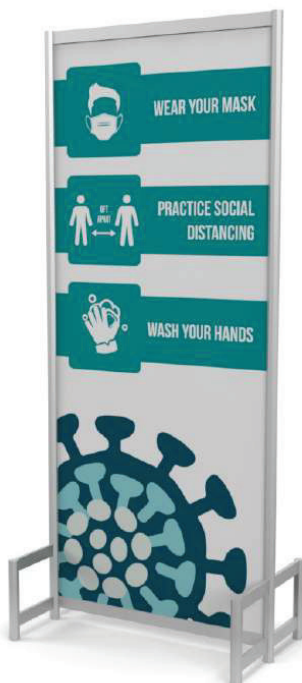 WEAR YOUR MASK
6FT
APART
PRACTICE SOCIAL
DISTANCING
WASH YOUR HANDS